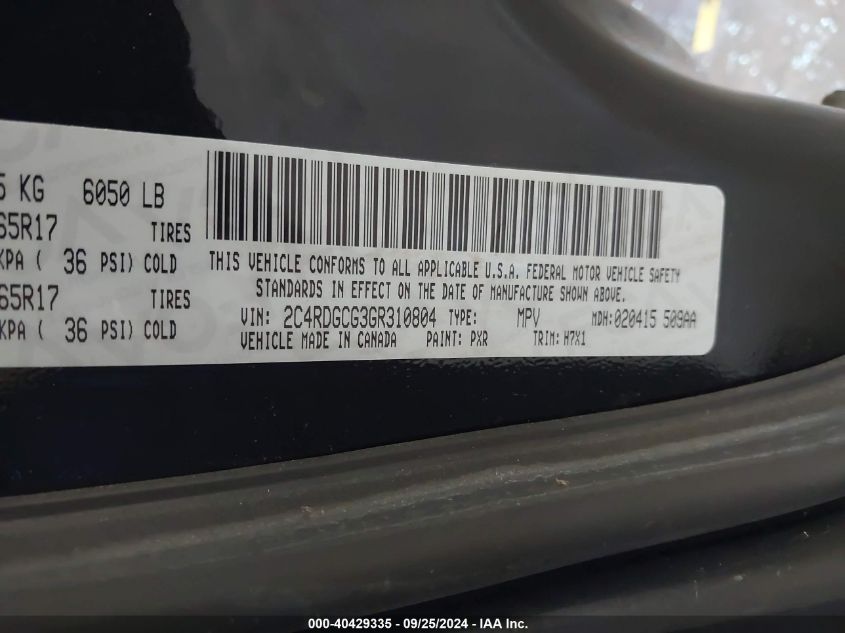 5 KG 6050 LB
65R17 TIRES
KPA ( 36 PSI) COLD
65R17 TIRES
KPA ( 36 PSI) COLD
THIS VEHICLE CONFORMS TO ALL APPLICABLE U.S.A. FEDERAL MOTOR VEHICLE SAFETY
STANDARDS IN EFFECT ON THE DATE OF MANUFACTURE SHOWN ABOVE.
VIN: 2C4RDGCG3GR310804 TYPE: MPV MDH:020415 509AA
VEHICLE MADE IN CANADA PAINT: PXR TRIM: H7X1
000-40429335 - 09/25/2024 - IAA Inc.